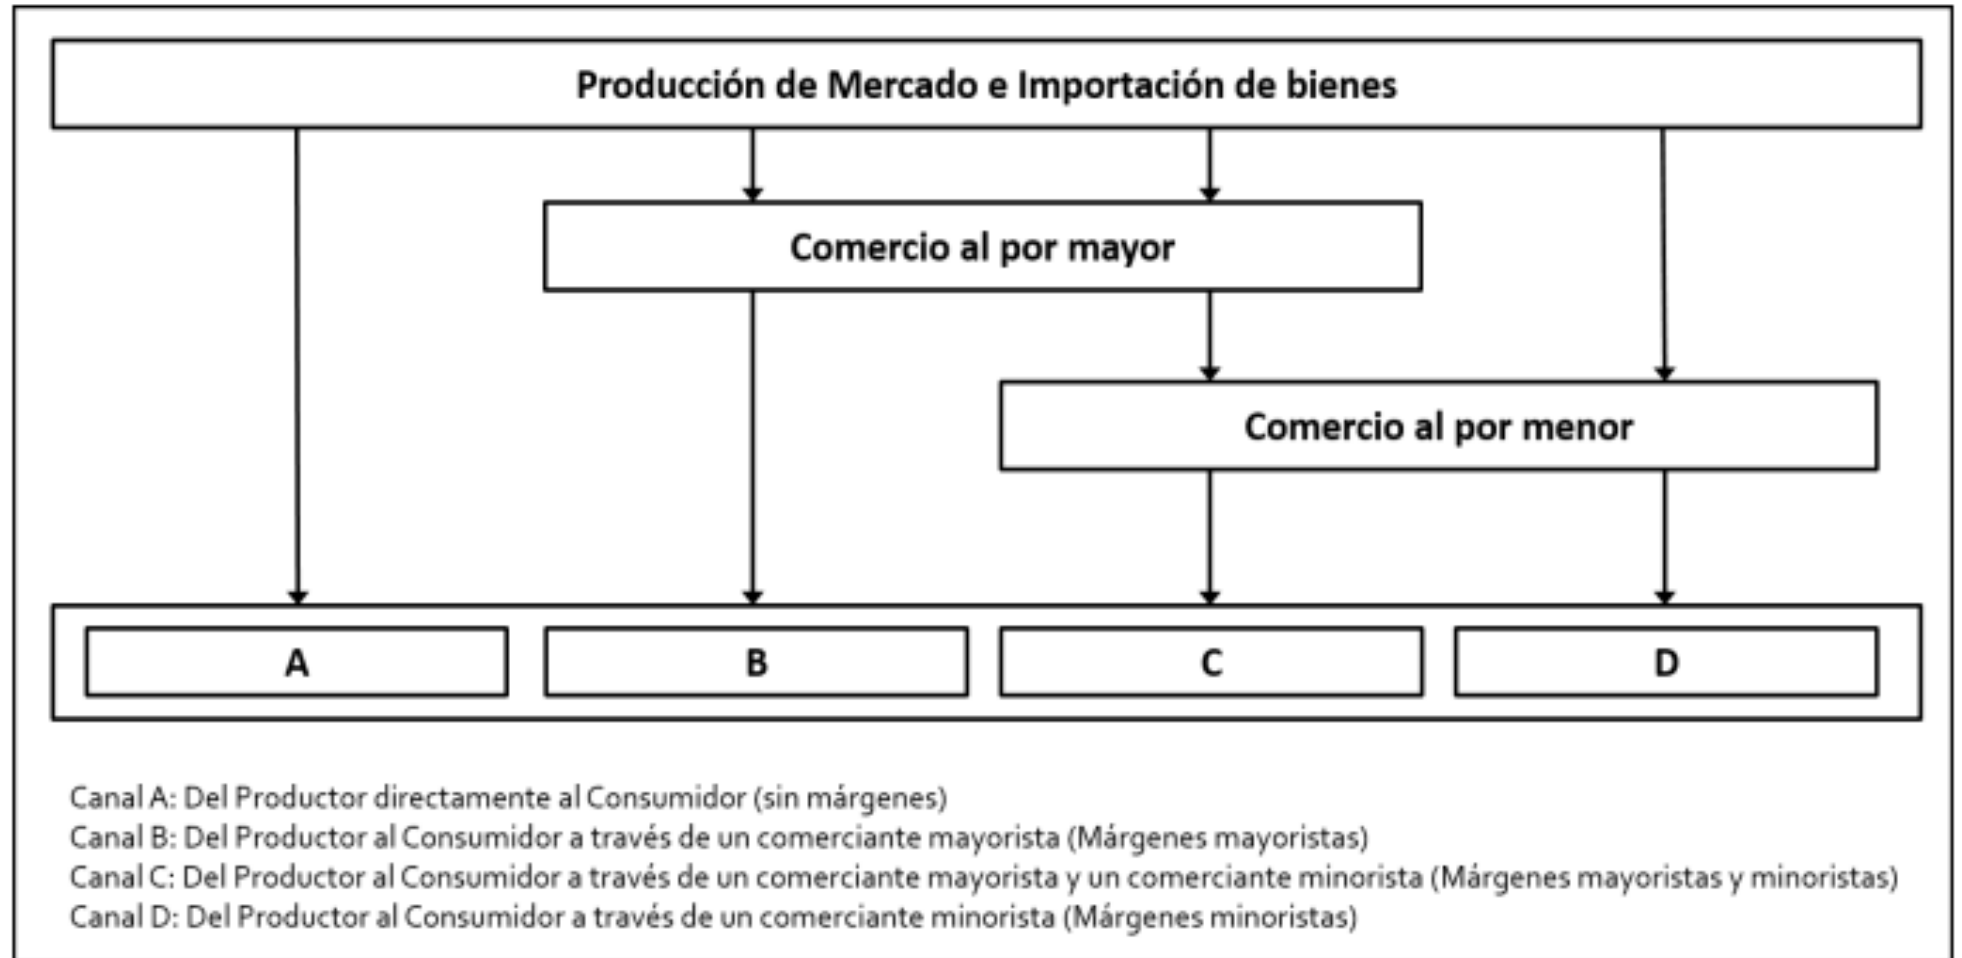 Producción de Mercado e Importación de bienes
Comercio al por mayor
Comercio al por menor
A
B
C
D
Canal A: Del Productor directamente al Consumidor (sin márgenes)
Canal B: Del Productor al Consumidor a través de un comerciante mayorista (Márgenes mayoristas)
Canal C: Del Productor al Consumidor a través de un comerciante mayorista y un comerciante minorista (Márgenes mayoristas y minoristas)
Canal D: Del Productor al Consumidor a través de un comerciante minorista (Márgenes minoristas)